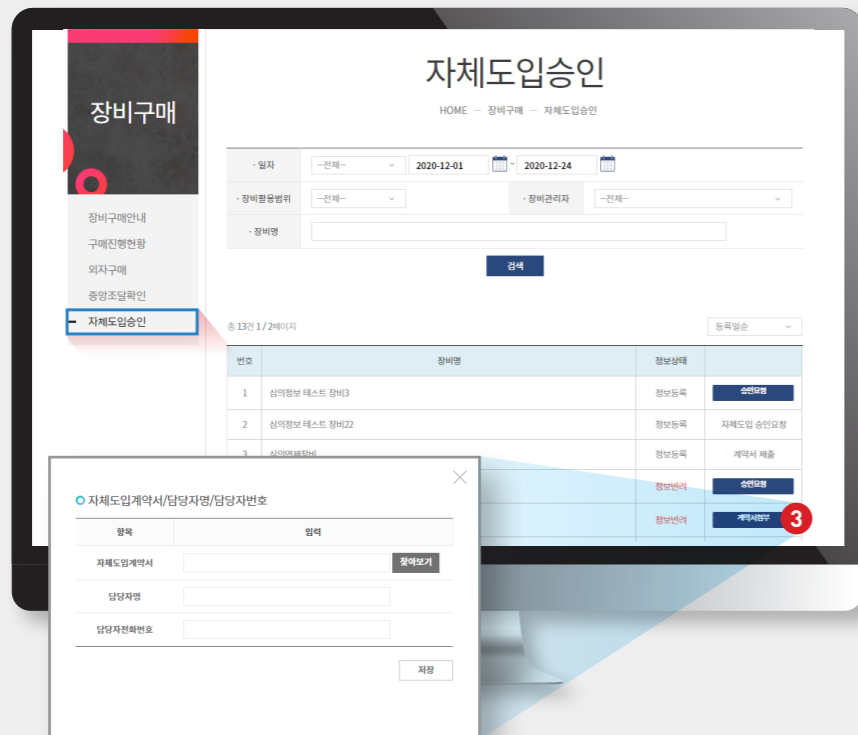 장비구매
장비구매안내
구매진행현황
외자구매
중앙조달확인
자체도입승인
자체도입승인
HOME － 장비구매 － 자체도입승인
· 일자 --전체-- 2020-12-01 ~ 2020-12-24
· 장비활용범위 --전체-- · 장비관리자 --전체--
· 장비명
검색
총 13건 1 / 2페이지 등록일순
번호 장비명 정보상태
1 심의정보 테스트 장비3 정보등록 승인요청
2 심의정보 테스트 장비22 정보등록 자체도입 승인요청
3 심의면제장비 정보등록 계약서 제출
정보반려 승인요청
정보반려 계약서첨부 3
자체도입계약서/담당자명/담당자번호
항목 입력
자체도입계약서 찾아보기
담당자명
담당자전화번호
저장